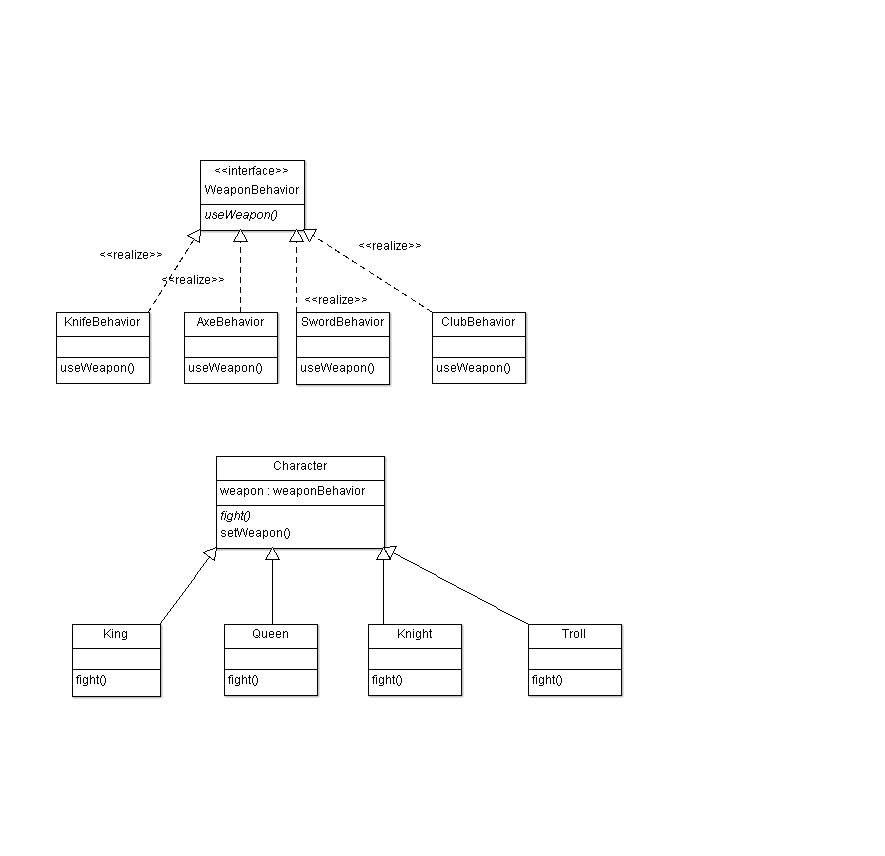 <<interface>>
WeaponBehavior
useWeapon()
<<realize>>
<<realize>>
<<realize>>
<<realize>>
KnifeBehavior
useWeapon()
AxeBehavior
useWeapon()
SwordBehavior
useWeapon()
ClubBehavior
useWeapon()
Character
weapon : weaponBehavior
fight()
setWeapon()
King
fight()
Queen
fight()
Knight
fight()
Troll
fight()